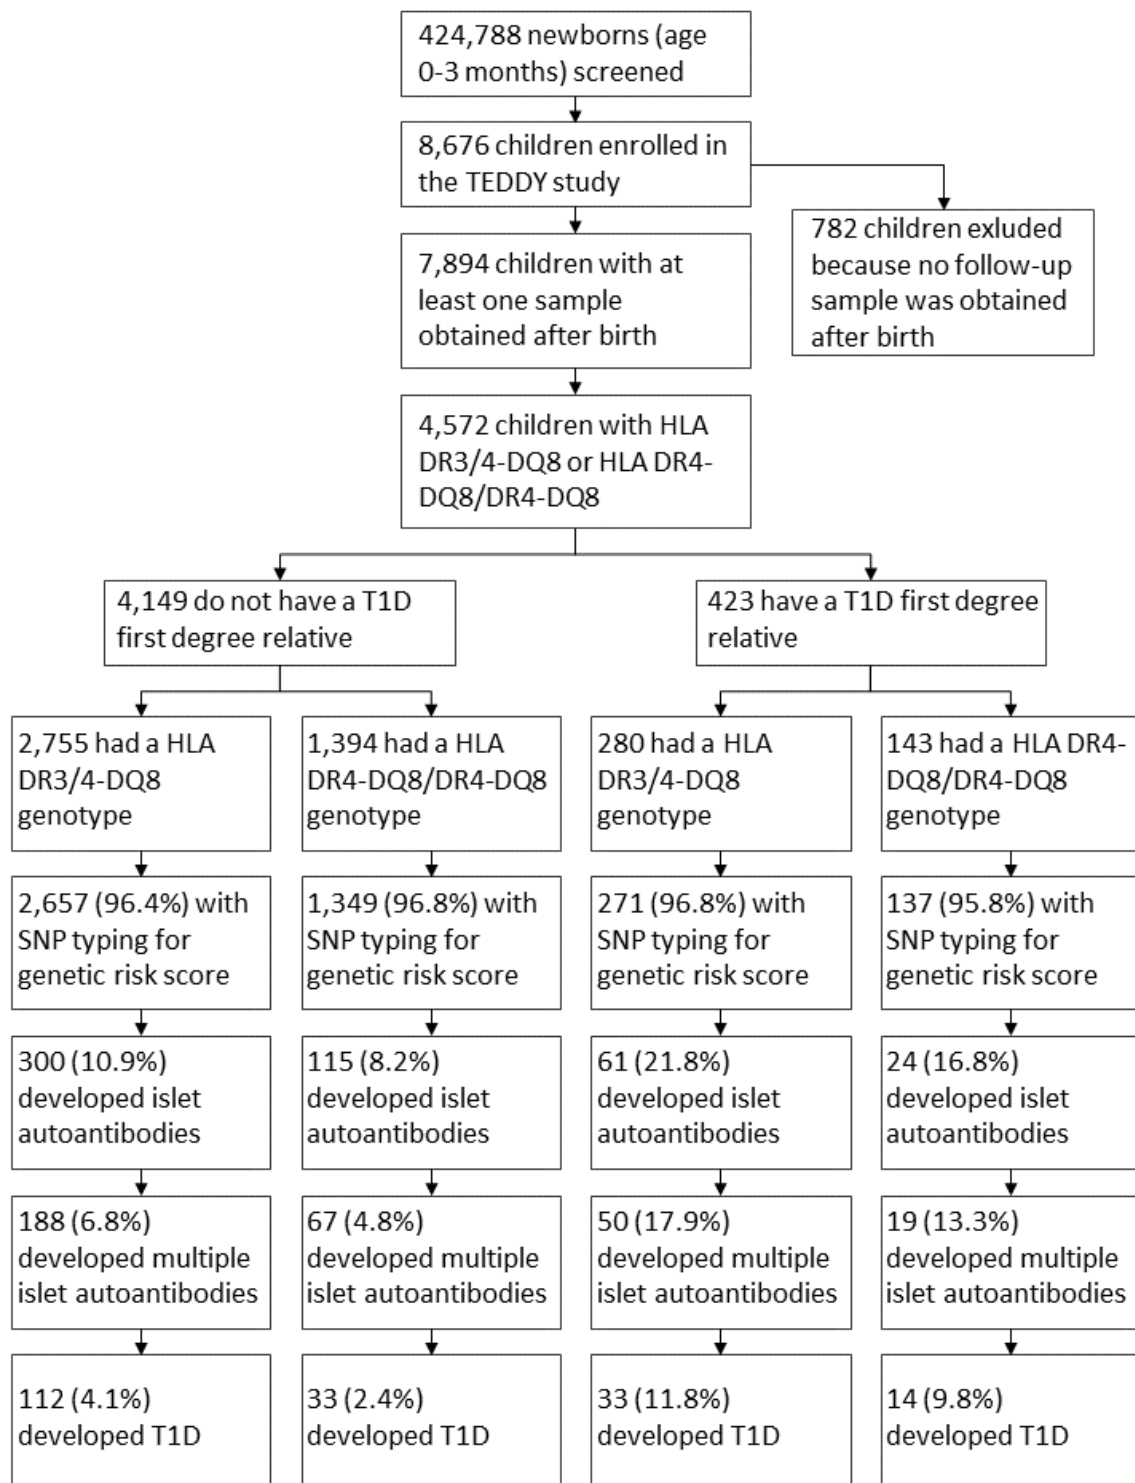 424,788 newborns (age
0-3 months) screened
8,676 children enrolled in
the TEDDY study
782 children exluded
because no follow-up
sample was obtained
after birth
7,894 children with at
least one sample
obtained after birth
4,572 children with HLA
DR3/4-DQ8 or HLA DR4-
DQ8/DR4-DQ8
4,149 do not have a T1D
first degree relative
423 have a T1D first degree
relative
2,755 had a HLA
DR3/4-DQ8
genotype
1,394 had a HLA
DR4-DQ8/DR4-DQ8
genotype
280 had a HLA
DR3/4-DQ8
genotype
143 had a HLA DR4-
DQ8/DR4-DQ8
genotype
2,657 (96.4%) with
SNP typing for
genetic risk score
1,349 (96.8%) with
SNP typing for
genetic risk score
271 (96.8%) with
SNP typing for
genetic risk score
137 (95.8%) with
SNP typing for
genetic risk score
300 (10.9%)
developed islet
autoantibodies
115 (8.2%)
developed islet
autoantibodies
61 (21.8%)
developed islet
autoantibodies
24 (16.8%)
developed islet
autoantibodies
188 (6.8%)
developed multiple
islet autoantibodies
67 (4.8%)
developed multiple
islet autoantibodies
50 (17.9%)
developed multiple
islet autoantibodies
19 (13.3%)
developed multiple
islet autoantibodies
112 (4.1%)
developed T1D
33 (2.4%)
developed T1D
33 (11.8%)
developed T1D
14 (9.8%)
developed T1D